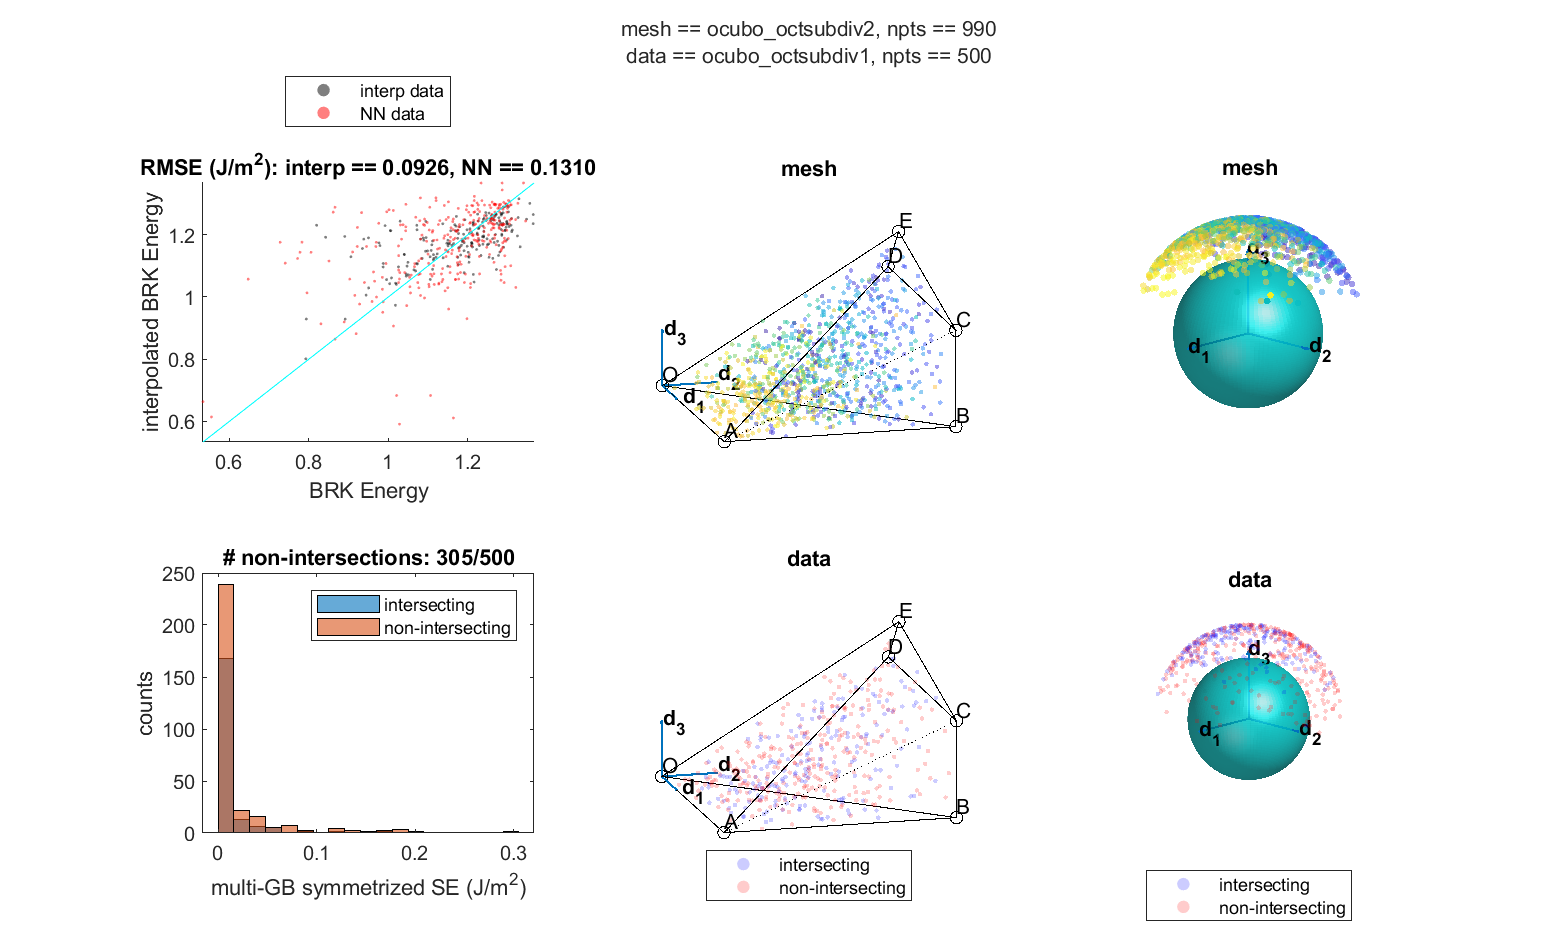 mesh == ocubo_octsubdiv2, npts == 990
data == ocubo_octsubdiv1, npts == 500
interp data
NN data
RMSE (J/m²): interp == 0.0926, NN == 0.1310
interpolated BRK Energy
1.2
1
0.8
0.6
0.6
0.8
1
1.2
BRK Energy
mesh
E
D
C
d₃
O
d₂
d₁
A
B
mesh
d₃
d₁
d₂
# non-intersections: 305/500
counts
250
200
150
100
50
0
intersecting
non-intersecting
0
0.1
0.2
0.3
multi-GB symmetrized SE (J/m²)
data
E
D
C
d₃
O
d₂
d₁
A
B
intersecting
non-intersecting
data
d₃
d₁
d₂
intersecting
non-intersecting